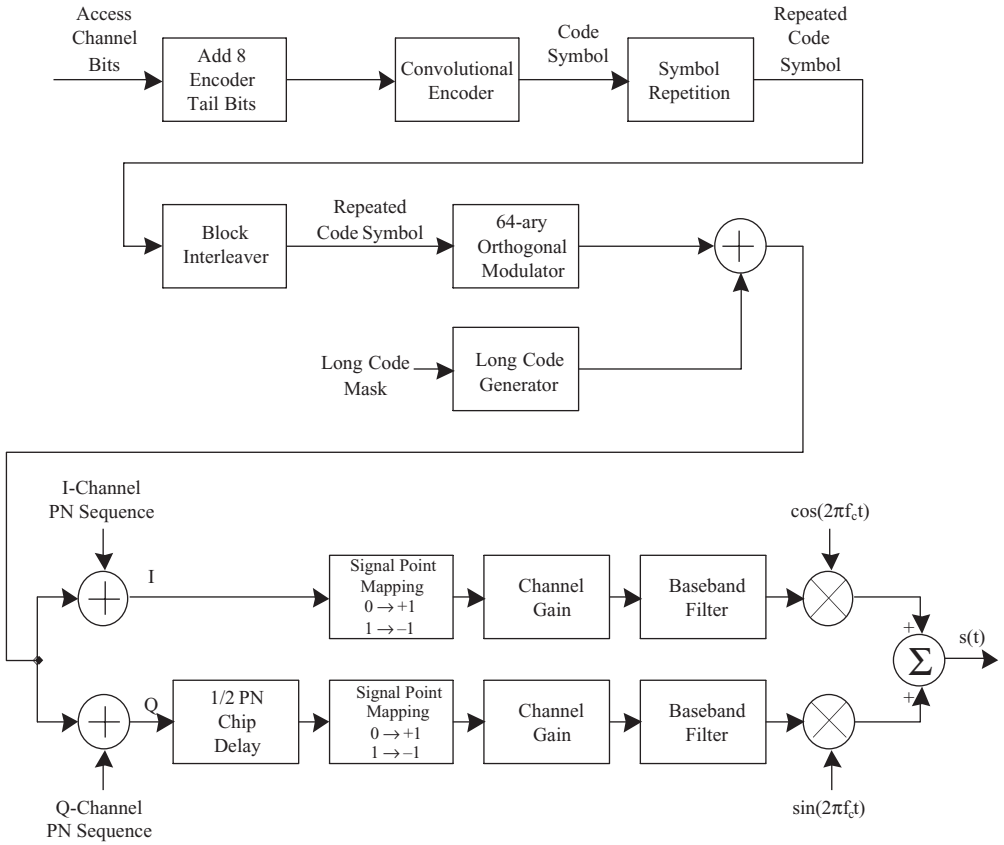 Access
Channel
Bits
Add 8
Encoder
Tail Bits
Convolutional
Encoder
Code
Symbol
Symbol
Repetition
Repeated
Code
Symbol
Block
Interleaver
Repeated
Code Symbol
64-ary
Orthogonal
Modulator
+
Long Code
Mask
Long Code
Generator
I-Channel
PN Sequence
+
I
Signal Point
Mapping
0 → +1
1 → –1
Channel
Gain
Baseband
Filter
cos(2πf_ct)
+
Σ
s(t)
+
+
Q
1/2 PN
Chip
Delay
Signal Point
Mapping
0 → +1
1 → –1
Channel
Gain
Baseband
Filter
sin(2πf_ct)
Q-Channel
PN Sequence